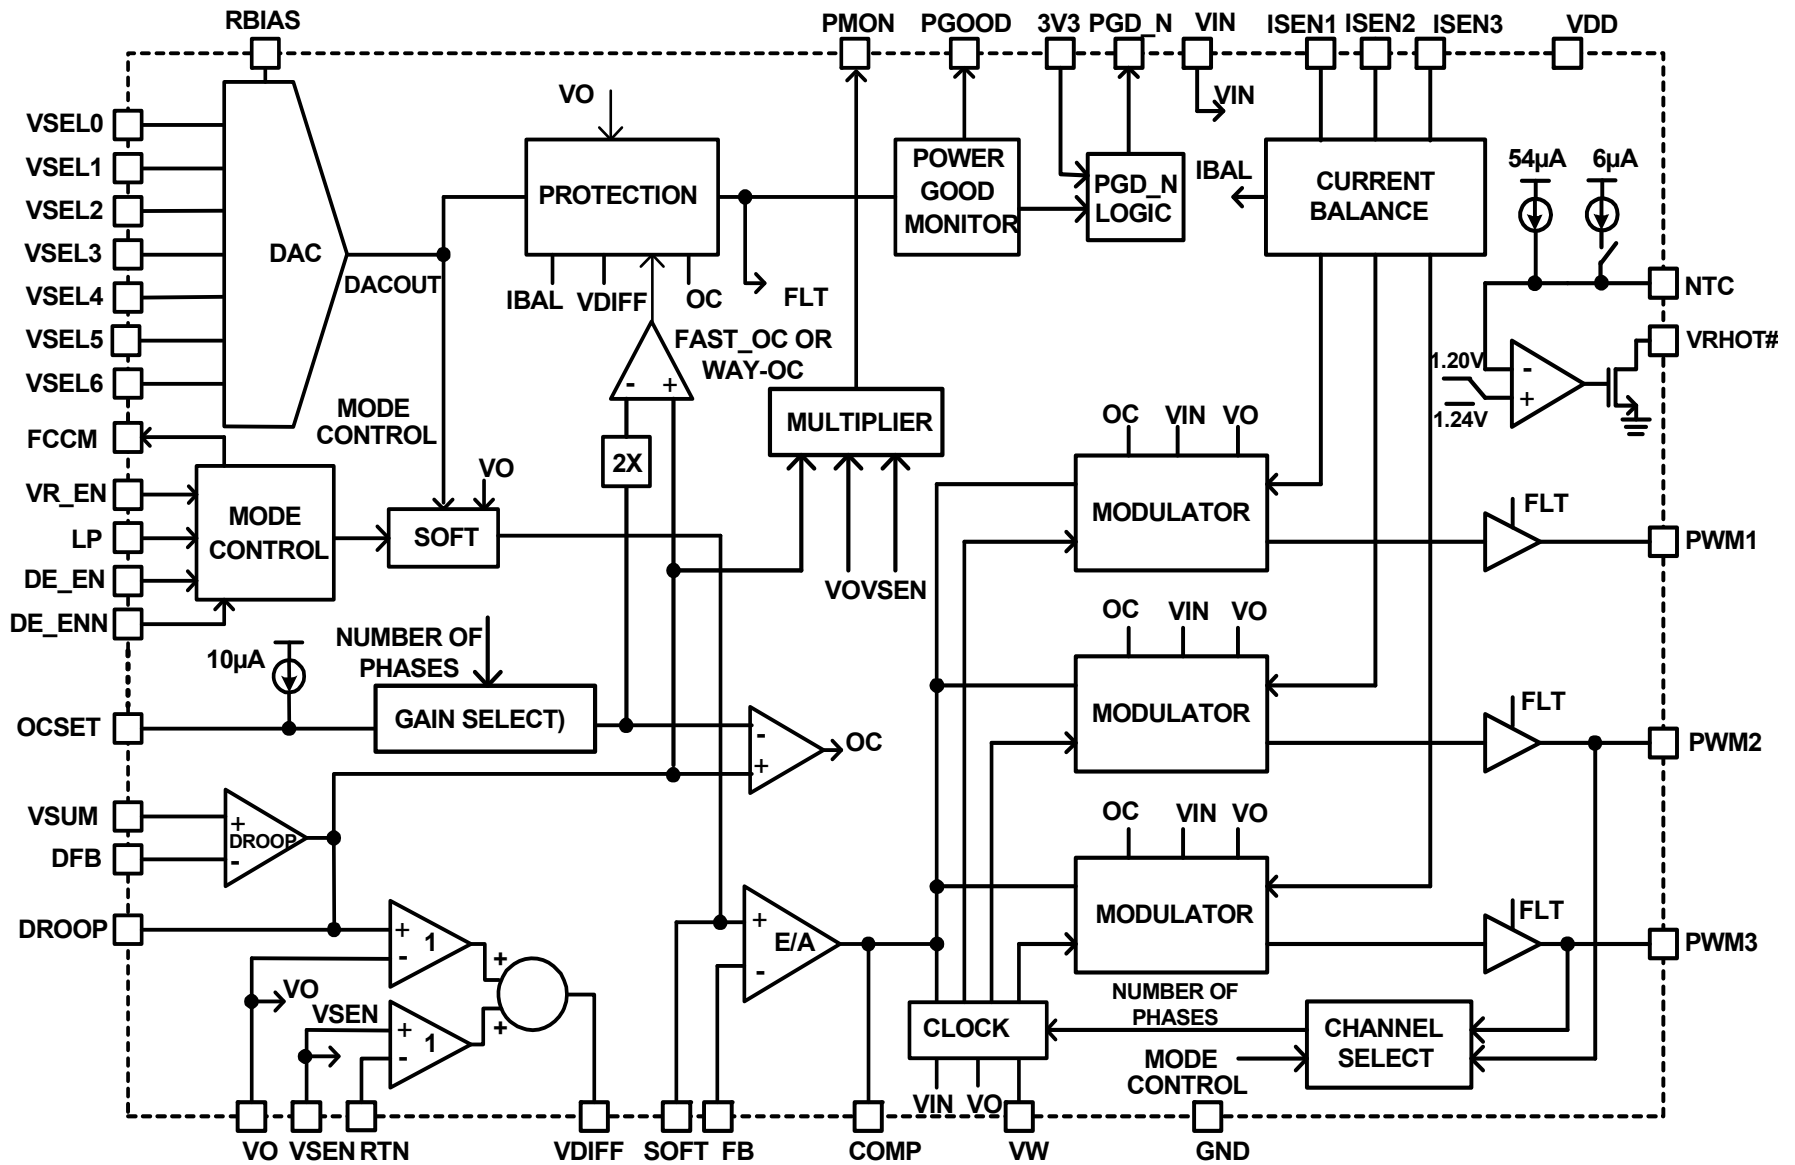 RBIAS
PMON
PGOOD
3V3
PGD_N
VIN
ISEN1
ISEN2
ISEN3
VDD
VSEL0
VSEL1
VSEL2
VSEL3
VSEL4
VSEL5
VSEL6
FCCM
VR_EN
LP
DE_EN
DE_ENN
OCSET
VSUM
DFB
DROOP
DAC
DACOUT
VO
PROTECTION
IBAL
VDIFF
OC
FLT
POWER
GOOD
MONITOR
PGD_N
LOGIC
VIN
IBAL
CURRENT
BALANCE
54µA
6µA
NTC
VRHOT#
1.20V
1.24V
-
+
FAST_OC OR
WAY-OC
-
+
2X
MULTIPLIER
VOVSEN
MODE
CONTROL
VO
MODE
CONTROL
SOFT
NUMBER OF
PHASES
10µA
GAIN SELECT)
-
+
OC
+
DROOP
-
+
1
-
VO
VSEN
+
1
-
+
+
+
E/A
-
OC
VIN
VO
MODULATOR
FLT
PWM1
OC
VIN
VO
MODULATOR
FLT
PWM2
OC
VIN
VO
MODULATOR
FLT
PWM3
NUMBER OF
PHASES
CLOCK
CHANNEL
SELECT
MODE
CONTROL
VIN
VO
VO
VSEN
RTN
VDIFF
SOFT
FB
COMP
VW
GND